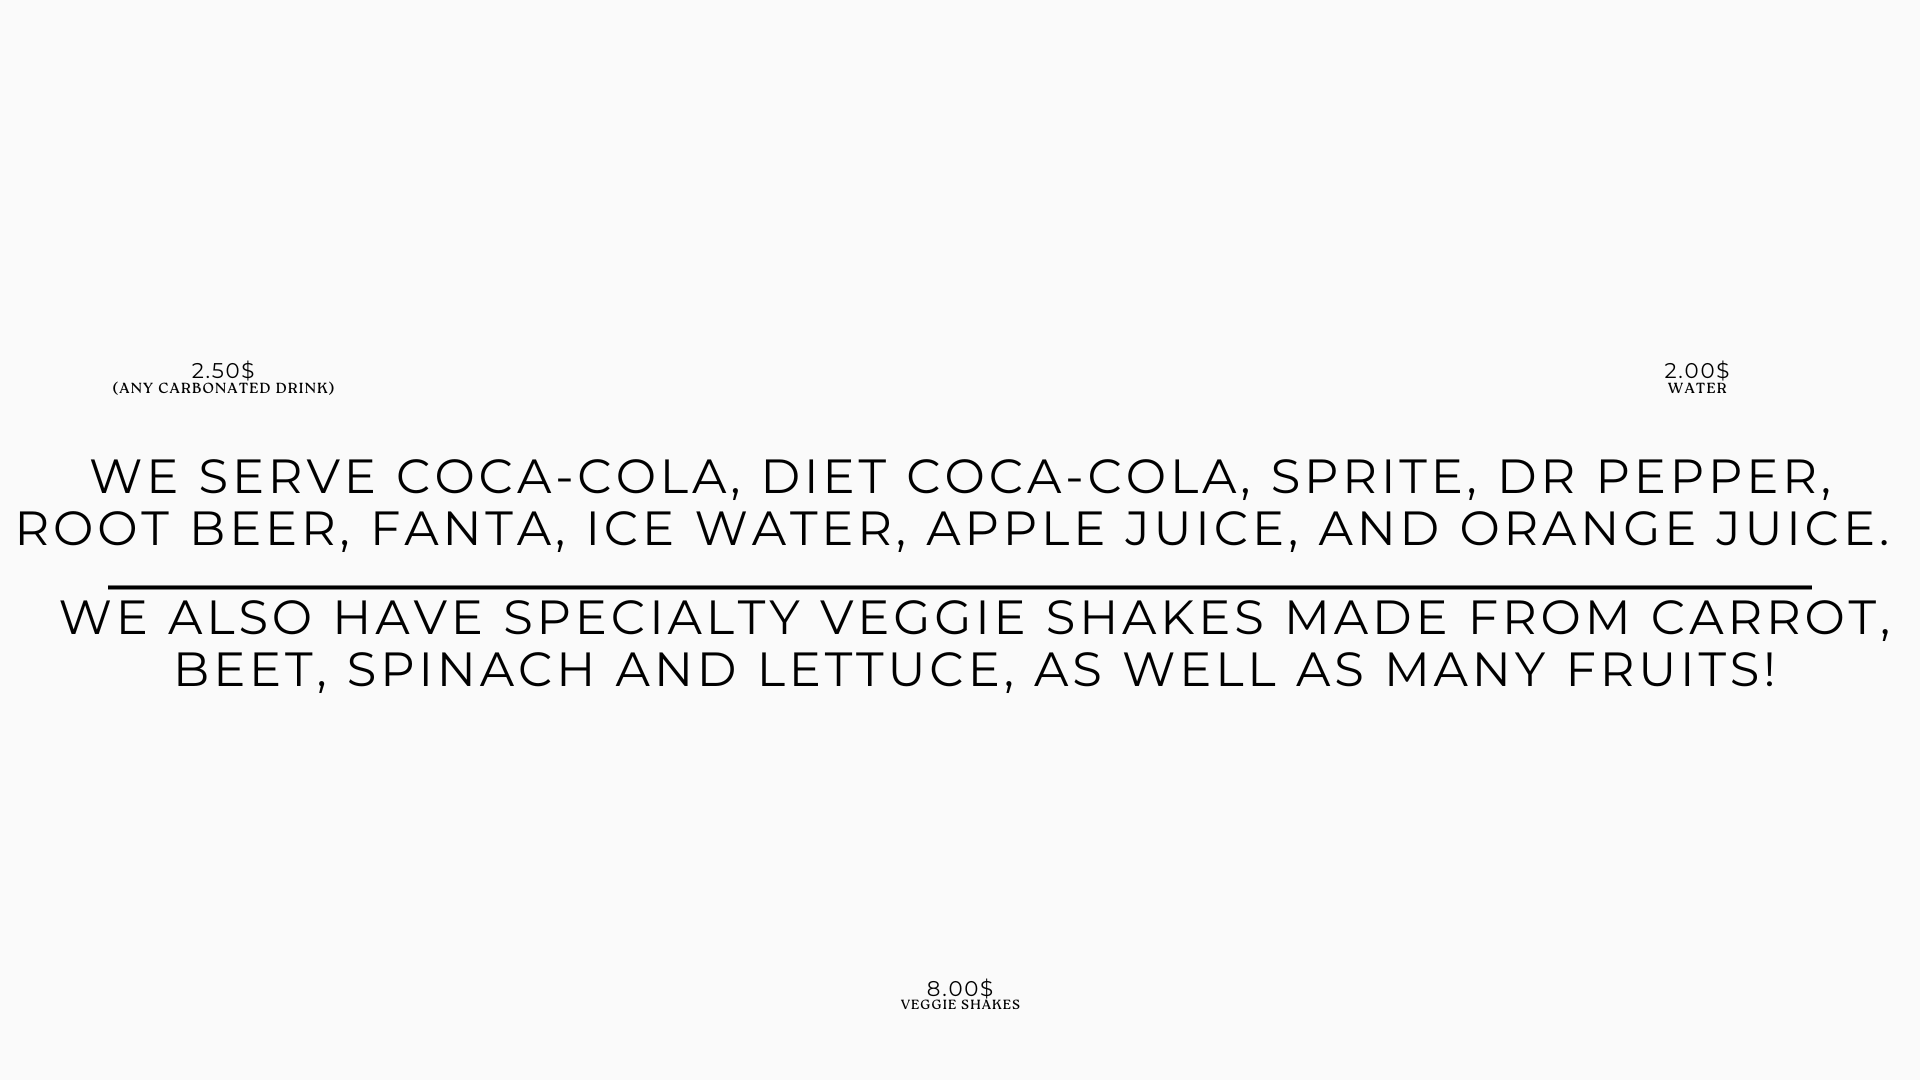 2.50$
(ANY CARBONATED DRINK)
2.00$
WATER
WE SERVE COCA-COLA, DIET COCA-COLA, SPRITE, DR PEPPER,
ROOT BEER, FANTA, ICE WATER, APPLE JUICE, AND ORANGE JUICE.
WE ALSO HAVE SPECIALTY VEGGIE SHAKES MADE FROM CARROT,
BEET, SPINACH AND LETTUCE, AS WELL AS MANY FRUITS!
8.00$
VEGGIE SHAKES